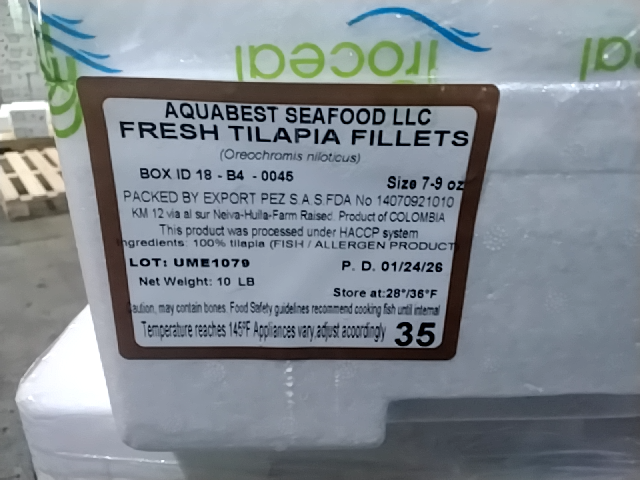 AQUABEST SEAFOOD LLC
FRESH TILAPIA FILLETS
(Oreochromis niloticus)
BOX ID 18 - B4 - 0045
Size 7-9 oz
PACKED BY EXPORT PEZ S.A.S.FDA No 14070921010
KM 12 via al sur Neiva-Huila-Farm Raised. Product of COLOMBIA
This product was processed under HACCP system
Ingredients: 100% tilapia (FISH / ALLERGEN PRODUCT)
LOT: UME1079 P. D. 01/24/26
Net Weight: 10 LB
Store at:28°/36°F
Caution, may contain bones. Food Safety guidelines recommend cooking fish until internal
Temperature reaches 145ºF Appliances vary,adjust acoordingly 35